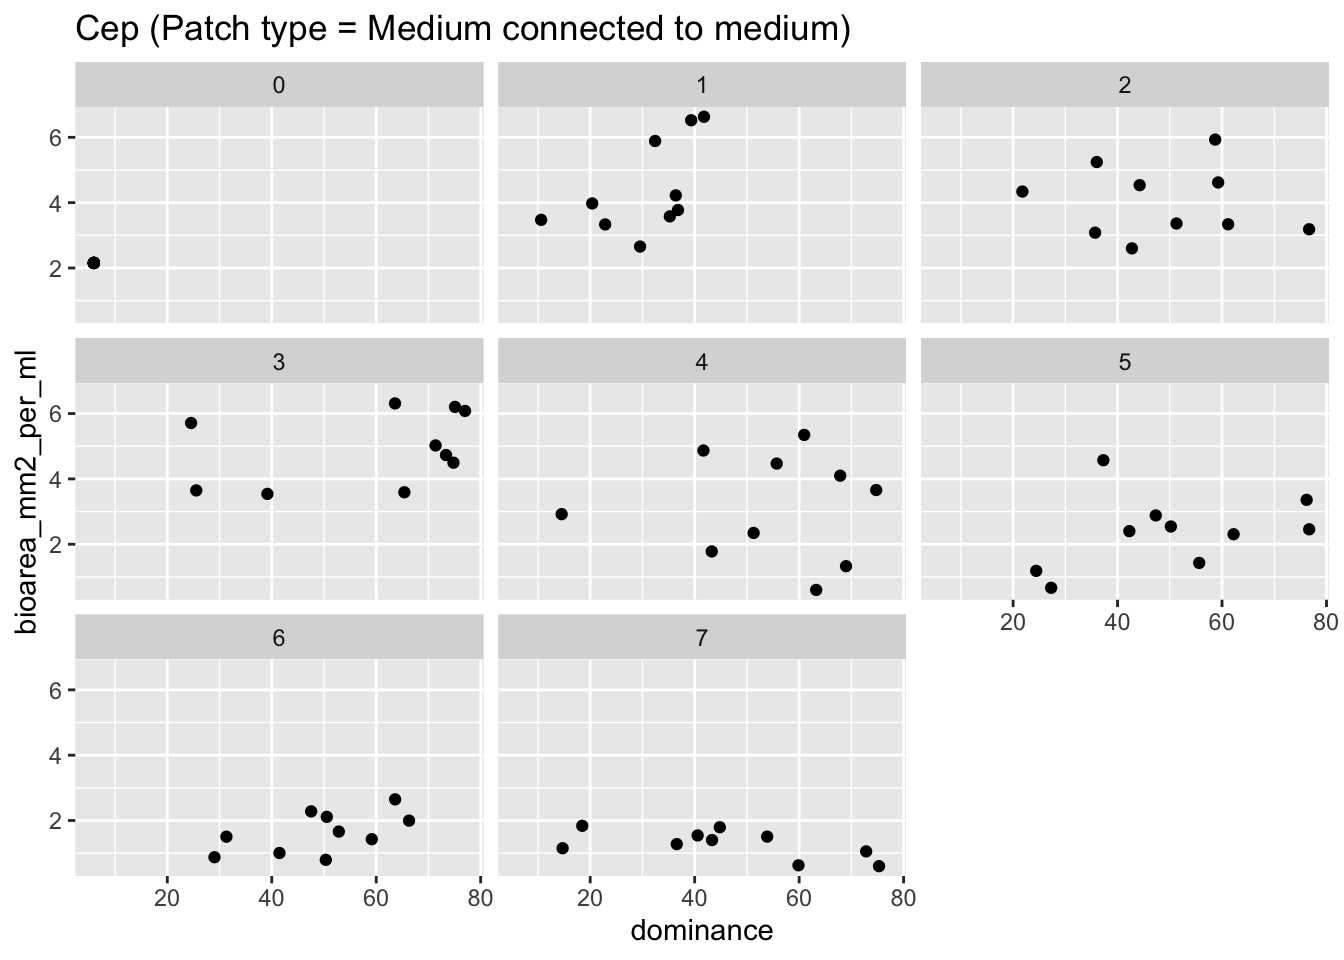 Cep (Patch type = Medium connected to medium)
0 1 2
6
4
2
3 4 5
6
4
2
20 40 60 80
6 7
6
4
2
20 40 60 80 20 40 60 80
bioarea_mm2_per_ml
dominance